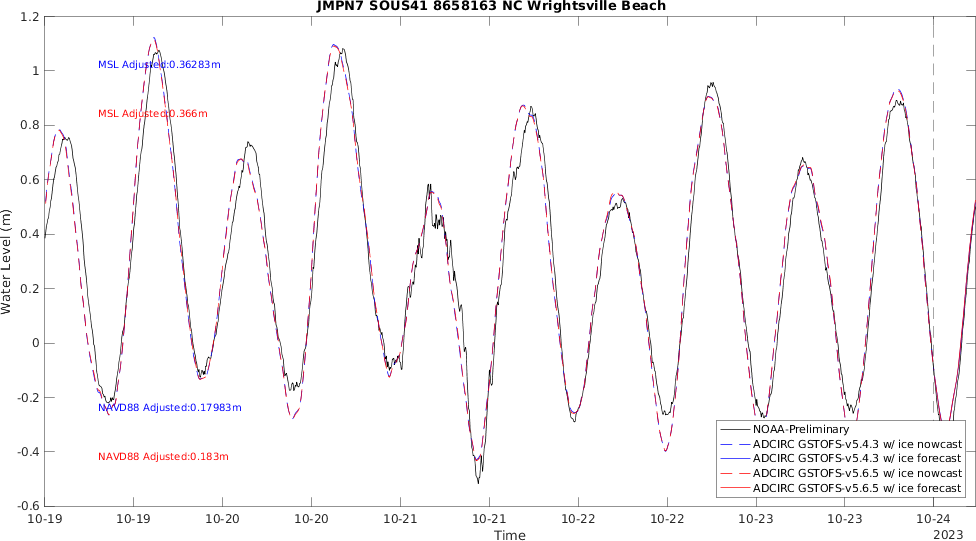 JMPN7 SOUS41 8658163 NC Wrightsville Beach
1.2
1
0.8
0.6
0.4
0.2
0
-0.2
-0.4
-0.6
Water Level (m)
MSL Adjusted:0.36283m
MSL Adjusted:0.366m
NAVD88 Adjusted:0.17983m
NAVD88 Adjusted:0.183m
NOAA-Preliminary
ADCIRC GSTOFS-v5.4.3 w/ ice nowcast
ADCIRC GSTOFS-v5.4.3 w/ ice forecast
ADCIRC GSTOFS-v5.6.5 w/ ice nowcast
ADCIRC GSTOFS-v5.6.5 w/ ice forecast
10-19 10-19 10-20 10-20 10-21 10-21 10-22 10-22 10-23 10-23 10-24
Time
2023